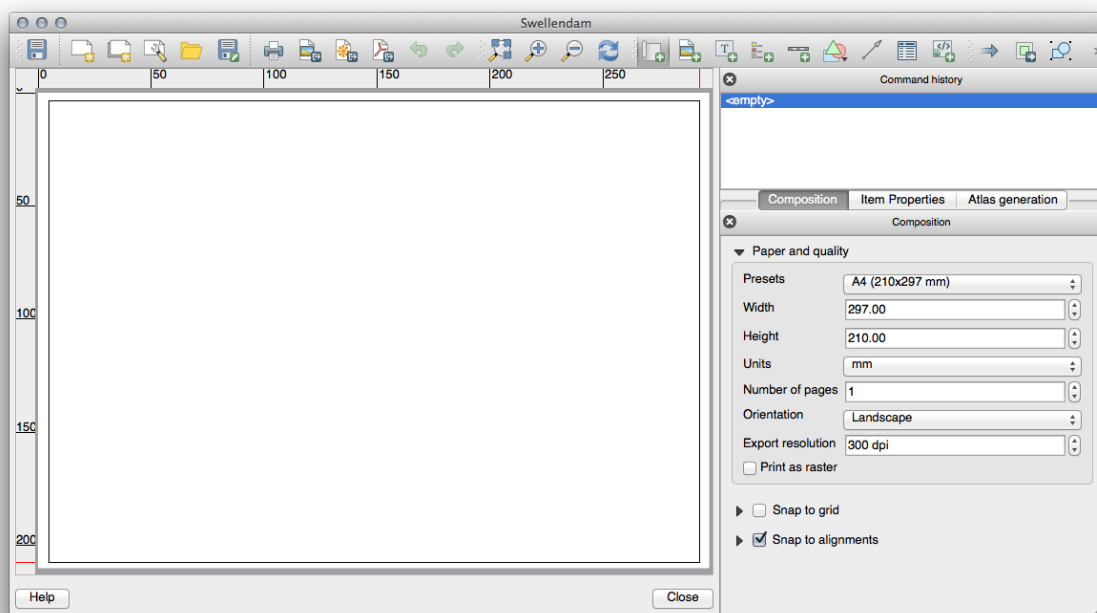 Swellendam
0 50 100 150 200 250
50
100
150
200
Command history
<empty>
Composition Item Properties Atlas generation
Composition
Paper and quality
Presets A4 (210x297 mm)
Width 297.00
Height 210.00
Units mm
Number of pages 1
Orientation Landscape
Export resolution 300 dpi
Print as raster
Snap to grid
Snap to alignments
Help Close